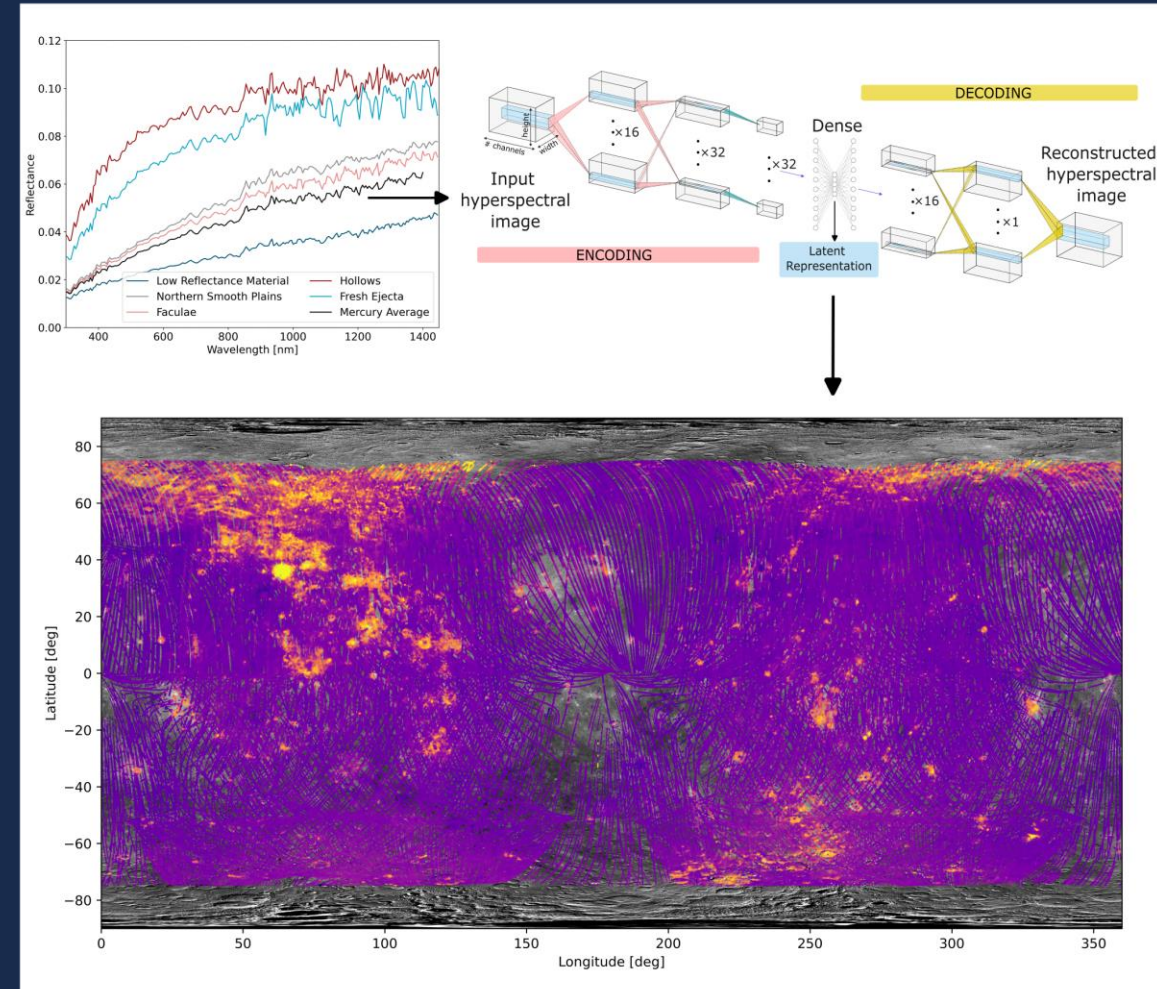 0.12
0.10
0.08
0.06
0.04
0.02
0.00
Reflectance
400
600
800
1000
1200
1400
Wavelength [nm]
Low Reflectance Material
Northern Smooth Plains
Faculae
Hollows
Fresh Ejecta
Mercury Average
height
width
# channels
Input
hyperspectral
image
×16
×32
×32
ENCODING
Dense
Latent
Representation
DECODING
×16
×1
Reconstructed
hyperspectral
image
80
60
40
20
0
−20
−40
−60
−80
Latitude [deg]
0
50
100
150
200
250
300
350
Longitude [deg]